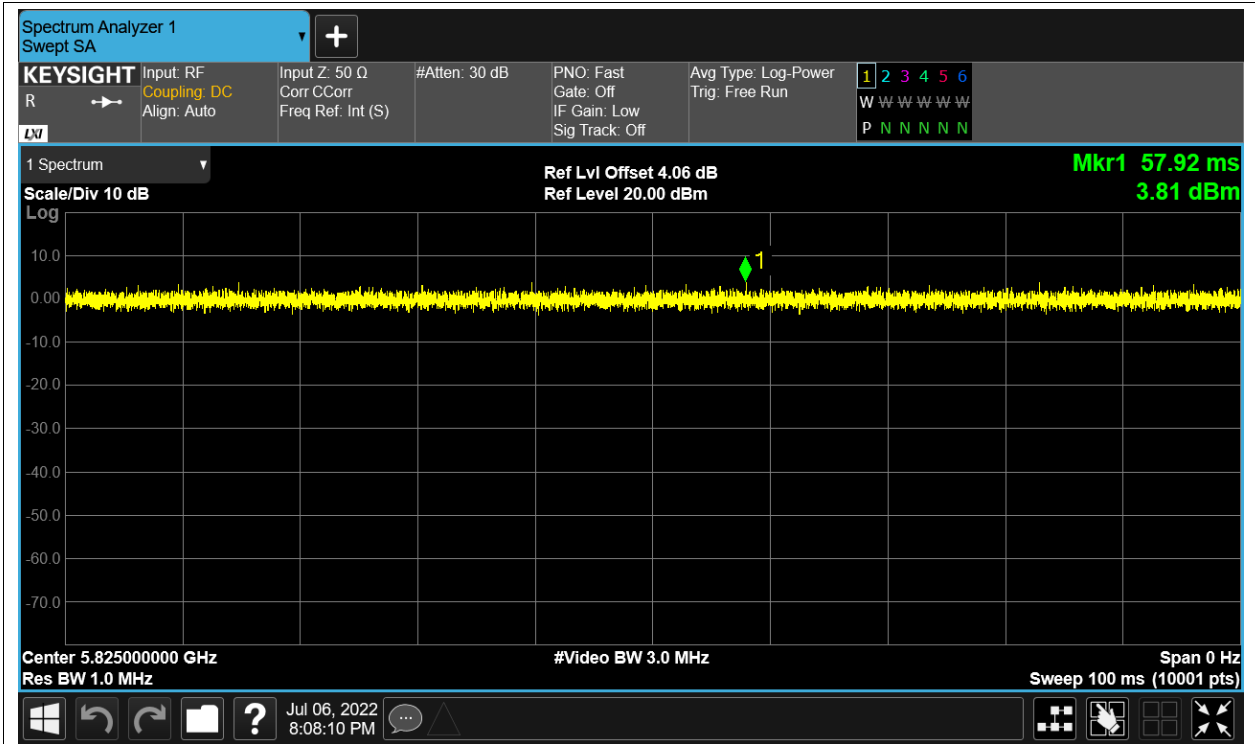 Spectrum Analyzer 1
Swept SA
KEYSIGHT
R
LXI
Input: RF
Coupling: DC
Align: Auto
Input Z: 50 Ω
Corr CCorr
Freq Ref: Int (S)
#Atten: 30 dB
PNO: Fast
Gate: Off
IF Gain: Low
Sig Track: Off
Avg Type: Log-Power
Trig: Free Run
1 2 3 4 5 6
W W W W W W
P N N N N N
1 Spectrum
Scale/Div 10 dB
Log
Ref Lvl Offset 4.06 dB
Ref Level 20.00 dBm
Mkr1 57.92 ms
3.81 dBm
1
10.0
0.00
-10.0
-20.0
-30.0
-40.0
-50.0
-60.0
-70.0
Center 5.825000000 GHz
Res BW 1.0 MHz
#Video BW 3.0 MHz
Span 0 Hz
Sweep 100 ms (10001 pts)
?
Jul 06, 2022
8:08:10 PM